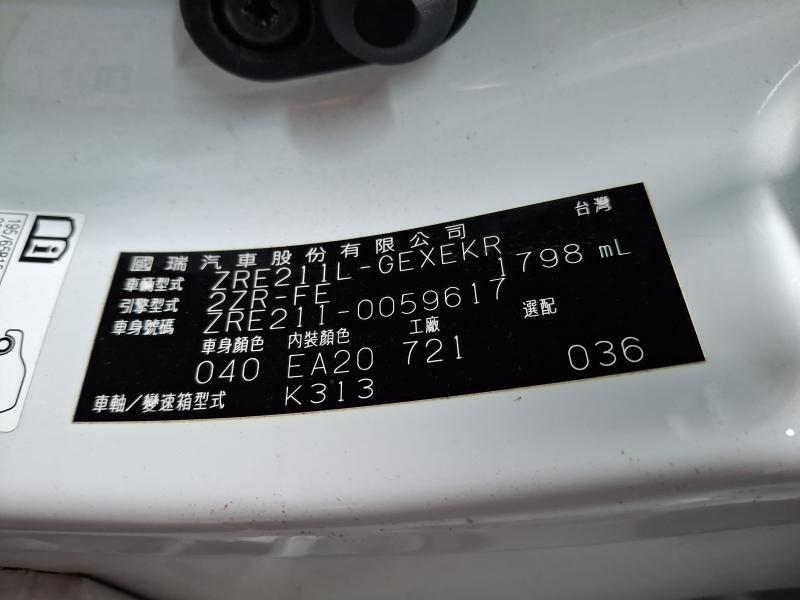 台灣
國瑞汽車股份有限公司
車輛型式 ZRE211L-GEXEKR
引擎型式 2ZR-FE 1798 mL
車身號碼 ZRE211-0059617
車身顏色 內裝顏色 工廠 選配
040 EA20 721 036
車軸/變速箱型式 K313
195/65R15